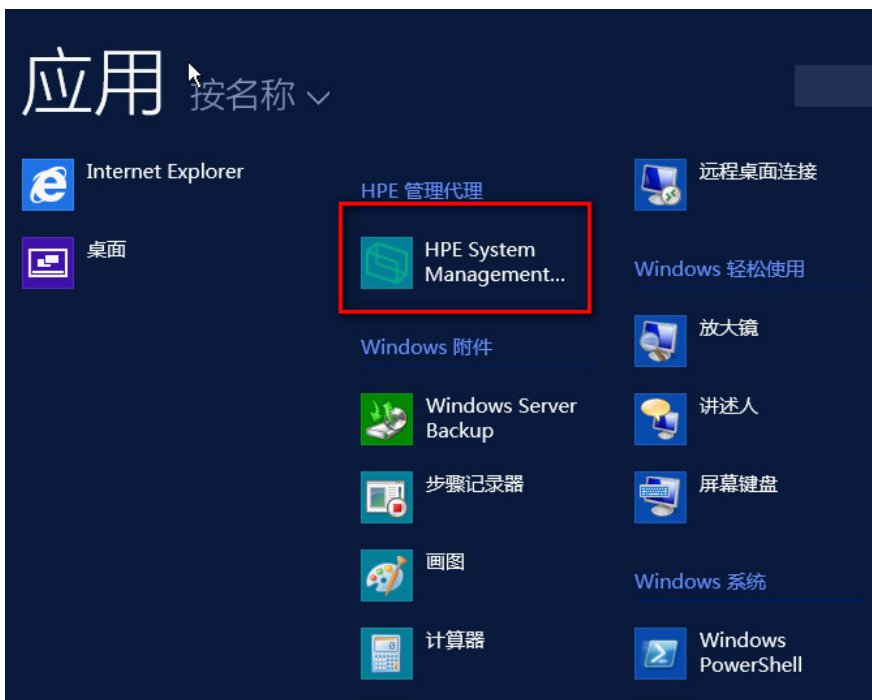 应用 按名称
Internet Explorer
桌面
HPE 管理代理
HPE System
Management...
Windows 附件
Windows Server
Backup
步骤记录器
画图
计算器
远程桌面连接
Windows 轻松使用
放大镜
讲述人
屏幕键盘
Windows 系统
Windows
PowerShell